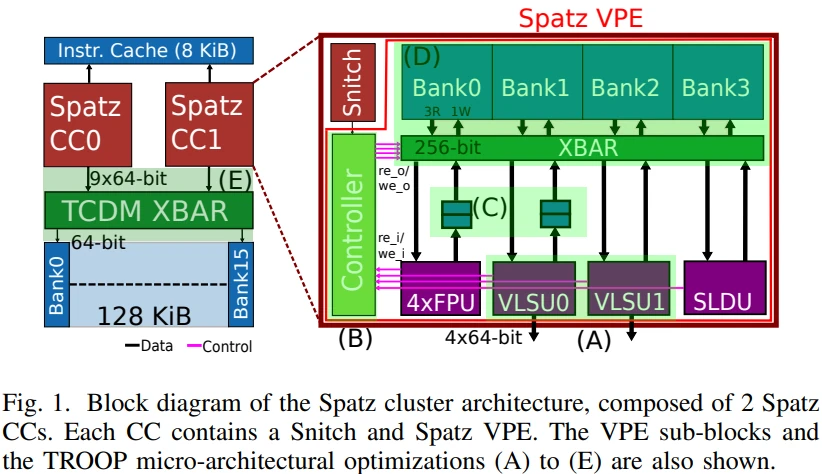 Spatz VPE
Instr. Cache (8 KiB)
Spatz
CC0
Spatz
CC1
9x64-bit
(E)
TCDM XBAR
64-bit
Bank0
Bank15
128 KiB
Data
Control
Snitch
Controller
(B)
(D)
Bank0
Bank1
Bank2
Bank3
3R 1W
256-bit
XBAR
re_o/
we_o
(C)
re_i/
we_i
4xFPU
VLSU0
VLSU1
SLDU
4x64-bit
(A)
Fig. 1. Block diagram of the Spatz cluster architecture, composed of 2 Spatz
CCs. Each CC contains a Snitch and Spatz VPE. The VPE sub-blocks and
the TROOP micro-architectural optimizations (A) to (E) are also shown.